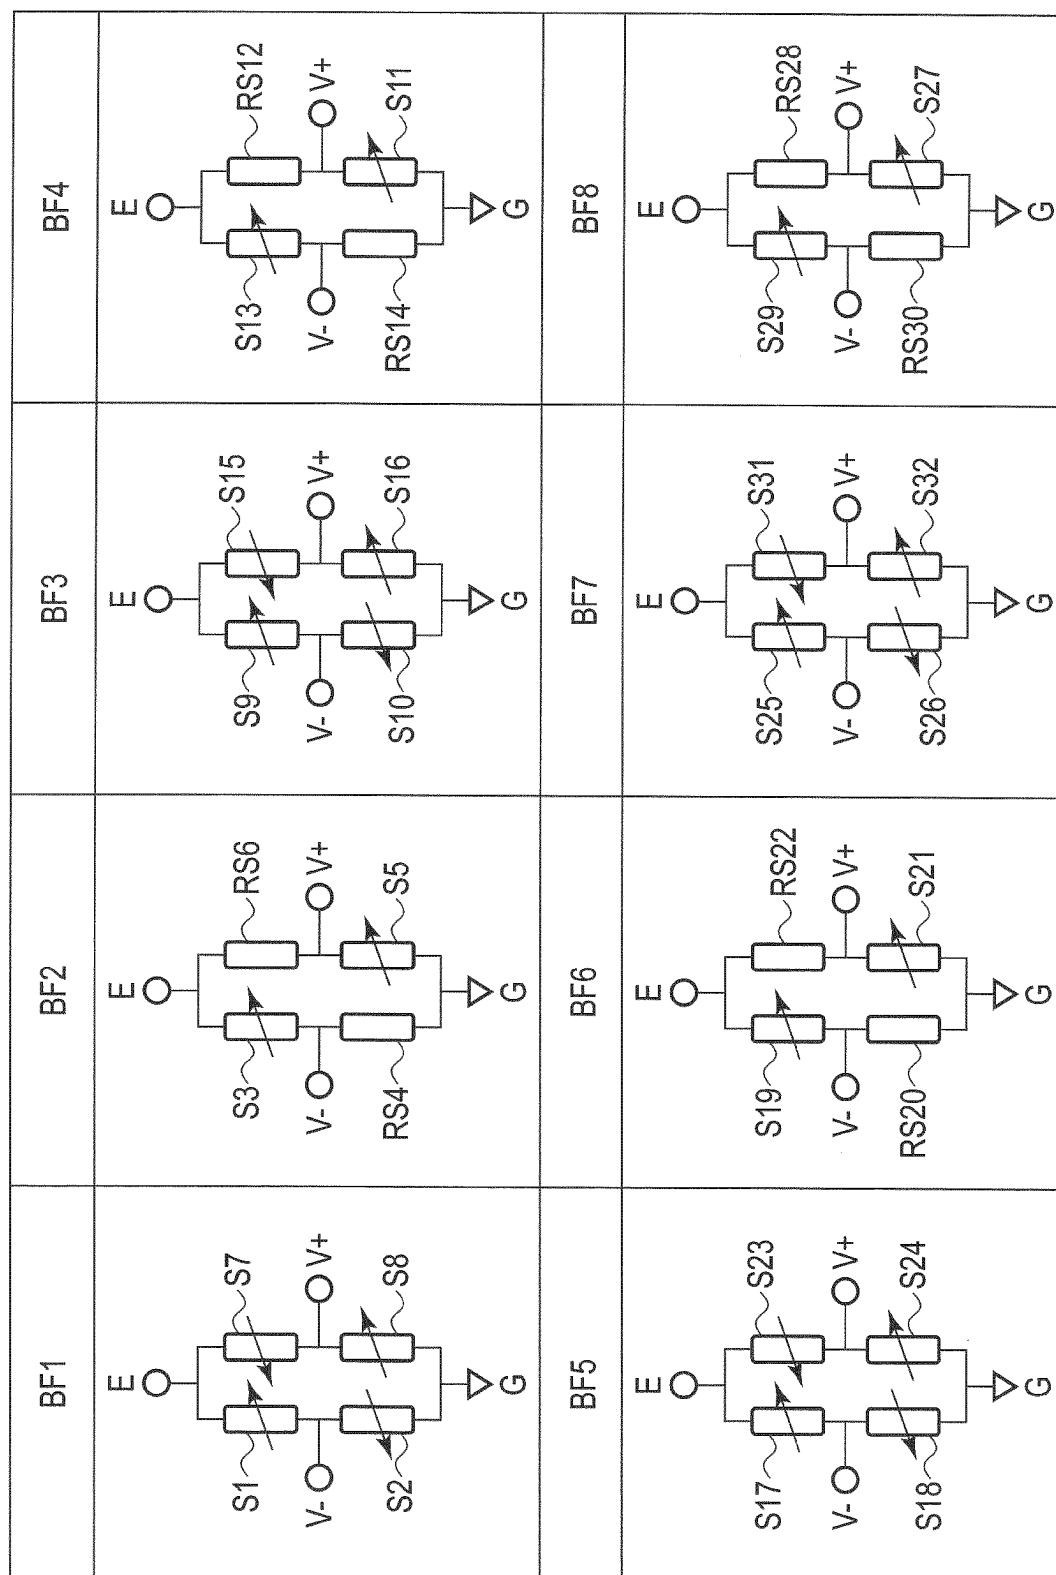 BF1
BF2
BF3
BF4
E
S1
S7
V-
V+
S2
S8
G
E
S3
RS6
V-
V+
RS4
S5
G
E
S9
S15
V-
V+
S10
S16
G
E
S13
RS12
V-
V+
RS14
S11
G
BF5
BF6
BF7
BF8
E
S17
S23
V-
V+
S18
S24
G
E
S19
RS22
V-
V+
RS20
S21
G
E
S25
S31
V-
V+
S26
S32
G
E
S29
RS28
V-
V+
RS30
S27
G